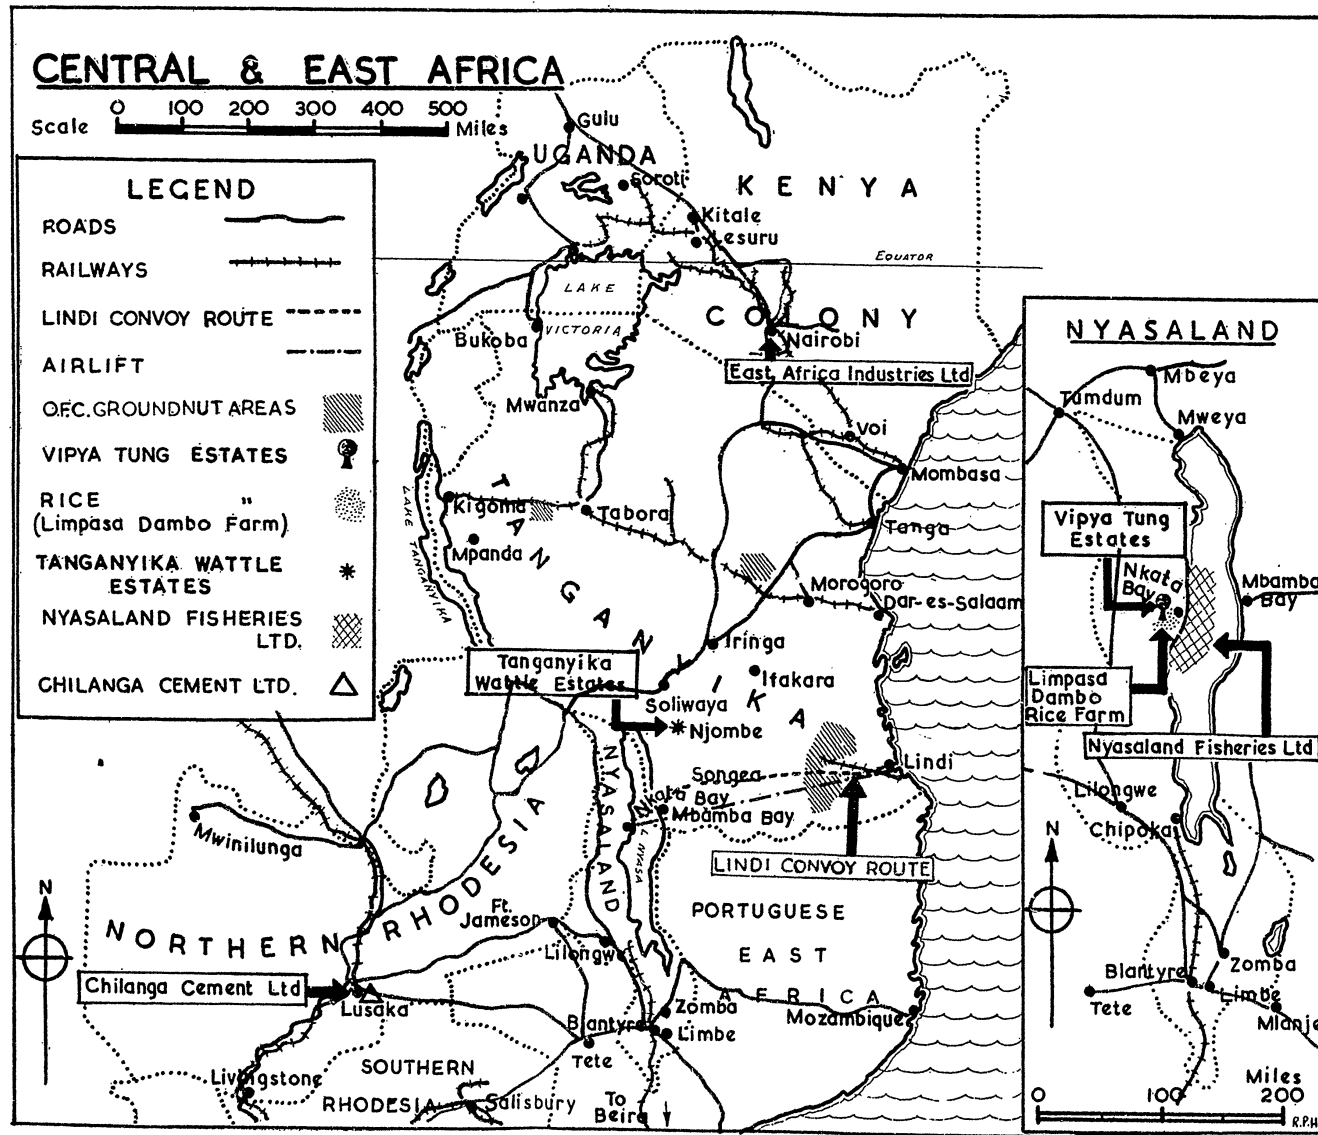 CENTRAL & EAST AFRICA
0 100 200 300 400 500
Scale Miles
LEGEND
ROADS
RAILWAYS
LINDI CONVOY ROUTE
AIRLIFT
O.F.C. GROUNDNUT AREAS
VIPYA TUNG ESTATES
RICE "
(Limpasa Dambo Farm)
TANGANYIKA WATTLE
ESTATES
NYASALAND FISHERIES
LTD.
CHILANGA CEMENT LTD.
Gulu
UGANDA
Soroti
KENYA
Kitale
Lesuru
EQUATOR
LAKE
VICTORIA
COLONY
Bukoba
Nairobi
East Africa Industries Ltd
Mwanza
Voi
Mombasa
TANGANYIKA
Kigoma
Tabora
Tanga
LAKE TANGANYIKA
Mpanda
Morogoro
Dar-es-Salaam
Iringa
Tanganyika
Wattle Estates
Ifakara
Soliwaya
Njombe
Lindi
Songea
Nkata Bay
Mbamba Bay
NYASALAND
L. NYASA
LINDI CONVOY ROUTE
Mwinilunga
NORTHERN RHODESIA
Ft.
Jameson
PORTUGUESE
EAST
AFRICA
Lilongwe
N
Chilanga Cement Ltd
Lusaka
Zomba
Mozambique
Blantyre
Limbe
Tete
SOUTHERN
RHODESIA
Livingstone
Salisbury
To
Beira
NYASALAND
Mbeya
Tumdum
Mweya
Vipya Tung
Estates
Nkata
Bay
Mbamba
Bay
Limpasa
Dambo
Rice Farm
Nyasaland Fisheries Ltd
Lilongwe
Chipoka
N
Zomba
Blantyre
Limbe
Tete
Mlanje
Miles
0 100 200
R.P.H